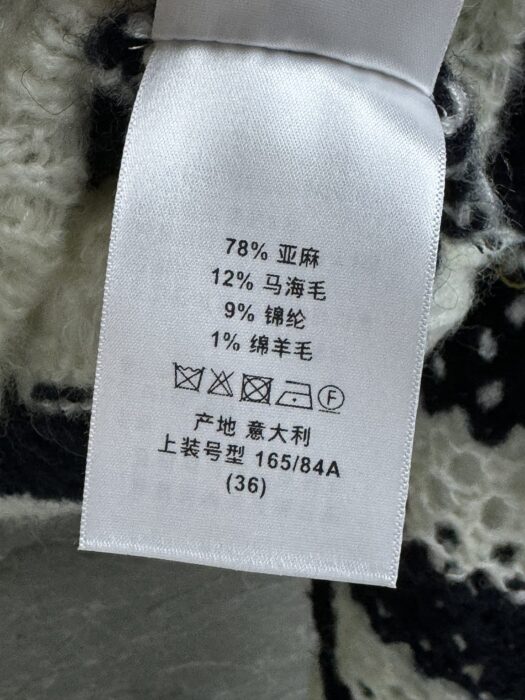 78% 亚麻
12% 马海毛
9% 锦纶
1% 绵羊毛
F
产地 意大利
上装号型 165/84A
(36)